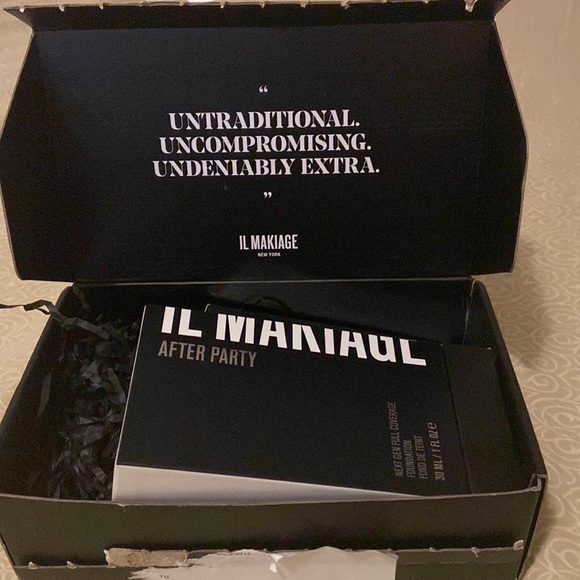 “
UNTRADITIONAL.
UNCOMPROMISING.
UNDENIABLY EXTRA.
”
IL MAKIAGE
NEW YORK
IL MAKIAGE
AFTER PARTY
NEXT GEN FULL COVERAGE
FOUNDATION
FOND DE TEINT
30 ML / 1 FL OZ ℮